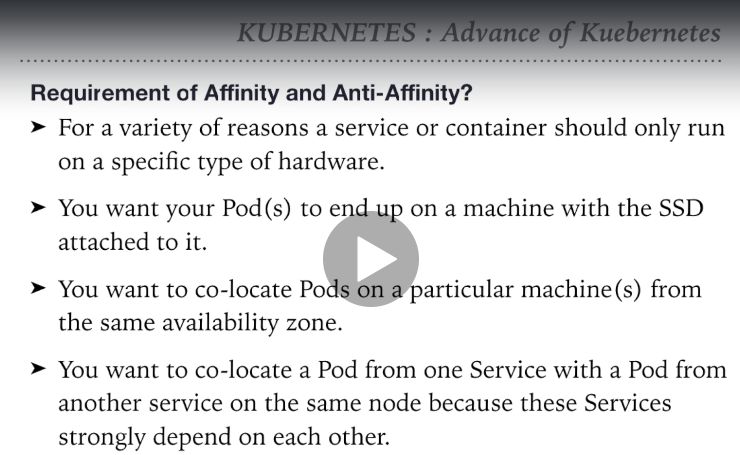 KUBERNETES : Advance of Kuebernetes
Requirement of Affinity and Anti-Affinity?
➤ For a variety of reasons a service or container should only run
on a specific type of hardware.
➤ You want your Pod(s) to end up on a machine with the SSD
attached to it.
➤ You want to co-locate Pods on a particular machine(s) from
the same availability zone.
➤ You want to co-locate a Pod from one Service with a Pod from
another service on the same node because these Services
strongly depend on each other.